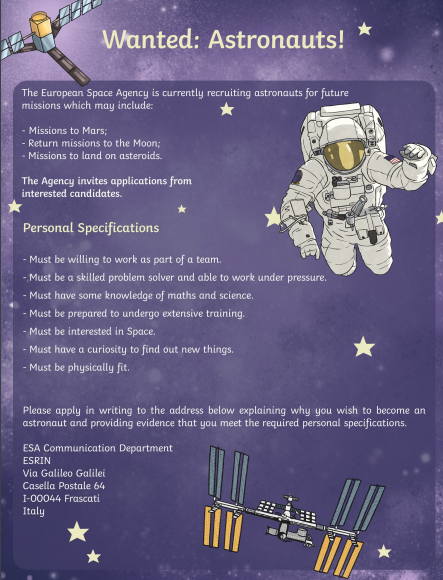 Wanted: Astronauts!
The European Space Agency is currently recruiting astronauts for future
missions which may include:
- Missions to Mars;
- Return missions to the Moon;
- Missions to land on asteroids.
The Agency invites applications from
interested candidates.
Personal Specifications
- Must be willing to work as part of a team.
- Must be a skilled problem solver and able to work under pressure.
- Must have some knowledge of maths and science.
- Must be prepared to undergo extensive training.
- Must be interested in Space.
- Must have a curiosity to find out new things.
- Must be physically fit.
Please apply in writing to the address below explaining why you wish to become an
astronaut and providing evidence that you meet the required personal specifications.
ESA Communication Department
ESRIN
Via Galileo Galilei
Casella Postale 64
I-00044 Frascati
Italy